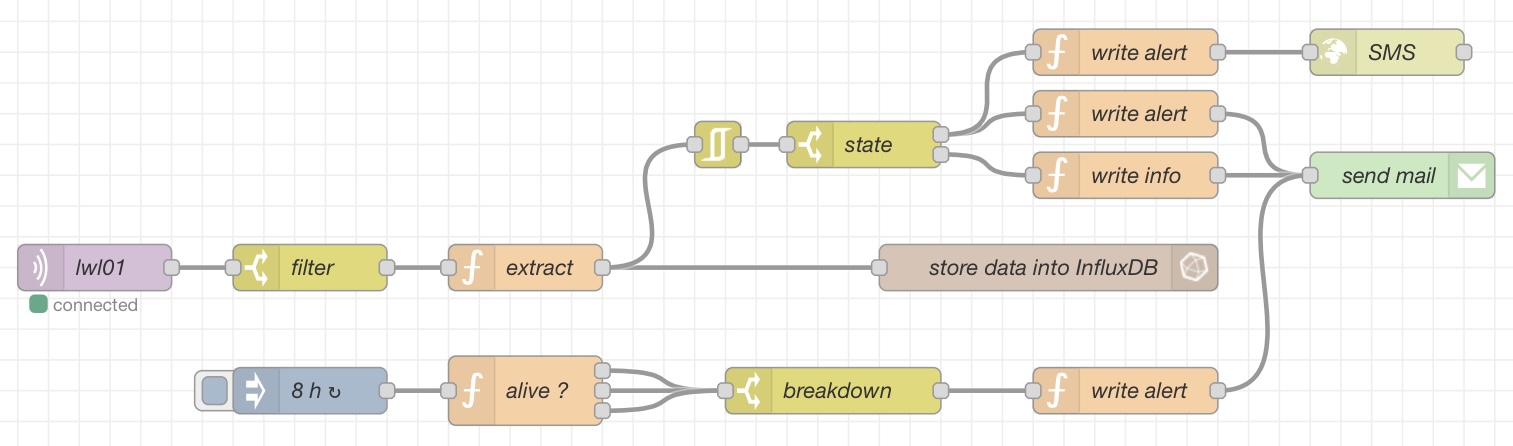 write alert
SMS
write alert
state
write info
send mail
lwl01
filter
extract
store data into InfluxDB
connected
8 h ↻
alive ?
breakdown
write alert